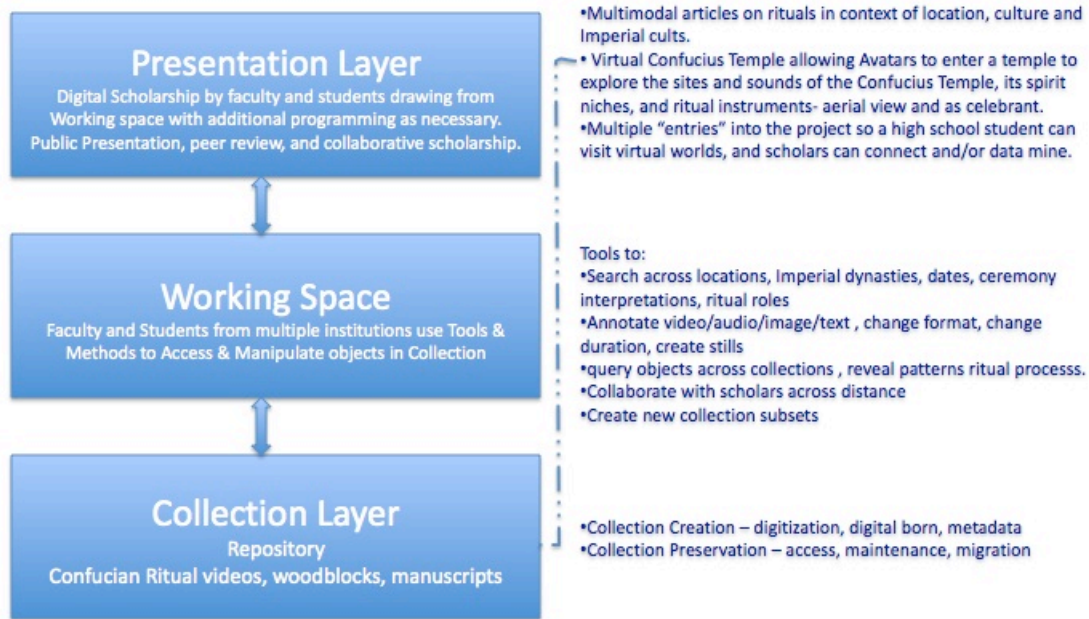 Presentation Layer
Digital Scholarship by faculty and students drawing from
Working space with additional programming as necessary.
Public Presentation, peer review, and collaborative scholarship.
•Multimodal articles on rituals in context of location, culture and
Imperial cults.
• Virtual Confucius Temple allowing Avatars to enter a temple to
explore the sites and sounds of the Confucius Temple, its spirit
niches, and ritual instruments- aerial view and as celebrant.
•Multiple “entries” into the project so a high school student can
visit virtual worlds, and scholars can connect and/or data mine.
Working Space
Faculty and Students from multiple institutions use Tools &
Methods to Access & Manipulate objects in Collection
Tools to:
•Search across locations, Imperial dynasties, dates, ceremony
interpretations, ritual roles
•Annotate video/audio/image/text , change format, change
duration, create stills
•query objects across collections , reveal patterns ritual processs.
•Collaborate with scholars across distance
•Create new collection subsets
Collection Layer
Repository
Confucian Ritual videos, woodblocks, manuscripts
•Collection Creation – digitization, digital born, metadata
•Collection Preservation – access, maintenance, migration